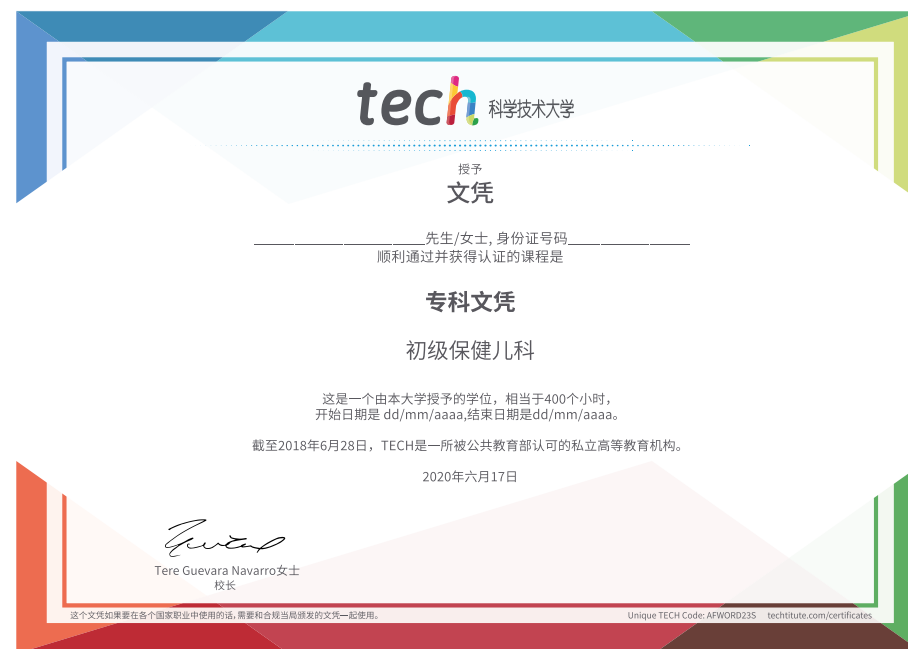 tech 科学技术大学
授予
文凭
____________________先生/女士, 身份证号码_______________
顺利通过并获得认证的课程是
专科文凭
初级保健儿科
这是一个由本大学授予的学位，相当于400个小时，
开始日期是 dd/mm/aaaa,结束日期是dd/mm/aaaa。
截至2018年6月28日，TECH是一所被公共教育部认可的私立高等教育机构。
2020年六月17日
Tere Guevara Navarro女士
校长
这个文凭如果要在各个国家职业中使用的话,需要和合规当局颁发的文凭一起使用。
Unique TECH Code: AFWORD23S techtitute.com/certificates